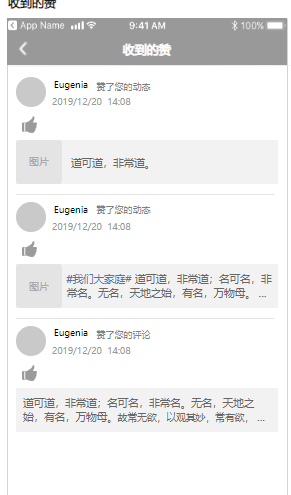 收到的赞
App Name 9:41 AM 100%
收到的赞
Eugenia 赞了您的动态
2019/12/20 14:08
图片 道可道，非常道。
Eugenia 赞了您的动态
2019/12/20 14:08
#我们大家庭# 道可道，非常道；名可名，非
图片
常名。无名，天地之始，有名，万物母。 ...
Eugenia 赞了您的评论
2019/12/20 14:08
道可道，非常道；名可名，非常名。无名，天地之
始，有名，万物母。故常无欲，以观其妙，常有欲， ...